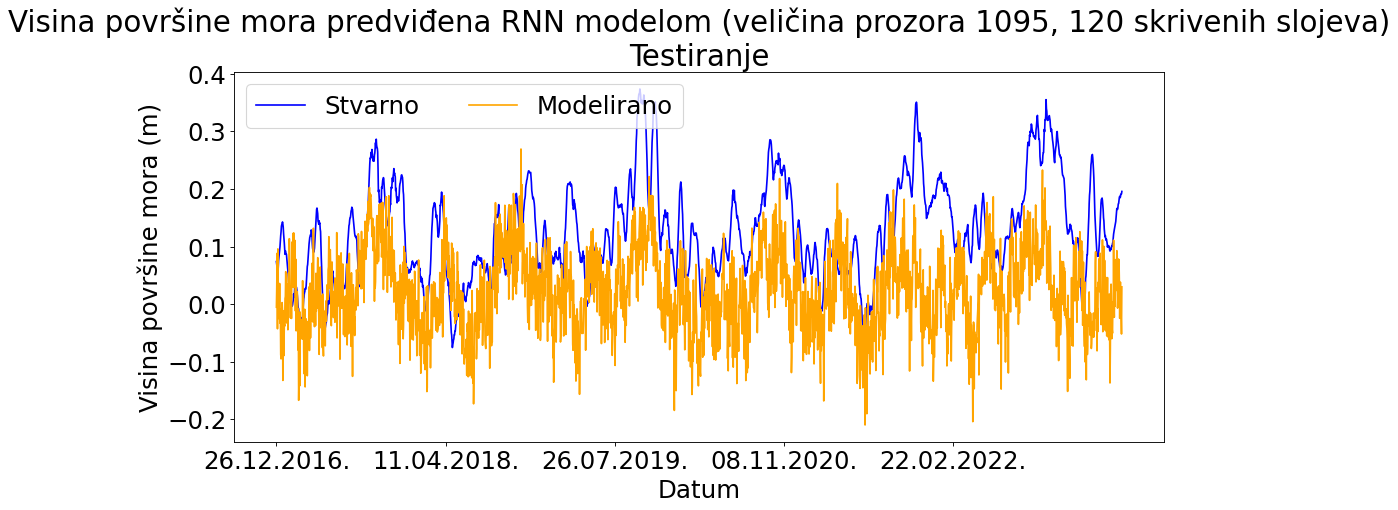 Visina površine mora predviđena RNN modelom (veličina prozora 1095, 120 skrivenih slojeva)
Testiranje
Stvarno Modelirano
Visina površine mora (m)
0.4
0.3
0.2
0.1
0.0
−0.1
−0.2
26.12.2016. 11.04.2018. 26.07.2019. 08.11.2020. 22.02.2022.
Datum